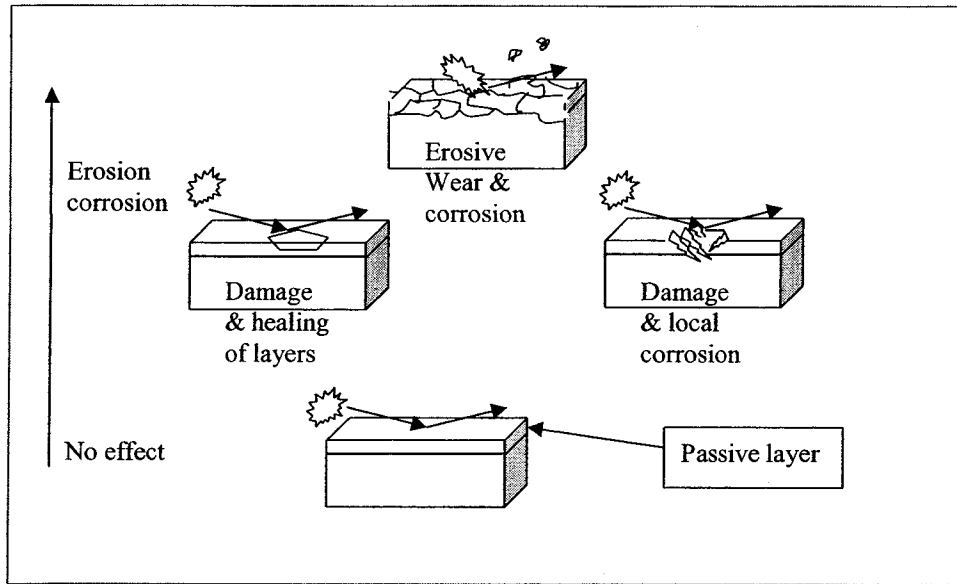 Erosive
Wear &
corrosion
Erosion
corrosion
Damage
& healing
of layers
Damage
& local
corrosion
No effect
Passive layer